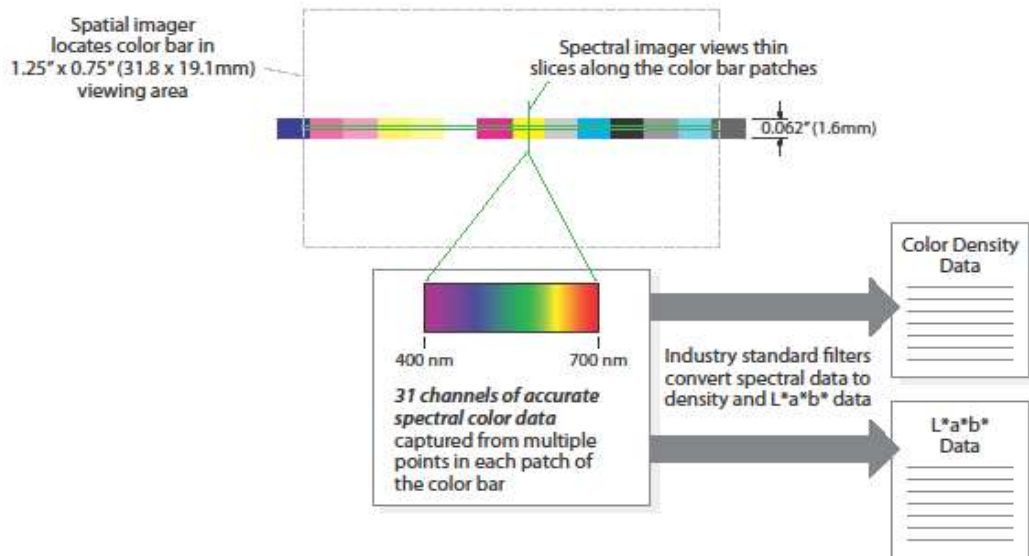 Spatial imager
locates color bar in
1.25” x 0.75” (31.8 x 19.1mm)
viewing area
Spectral imager views thin
slices along the color bar patches
0.062” (1.6mm)
400 nm
700 nm
31 channels of accurate
spectral color data
captured from multiple
points in each patch of
the color bar
Industry standard filters
convert spectral data to
density and L*a*b* data
Color Density
Data
L*a*b*
Data